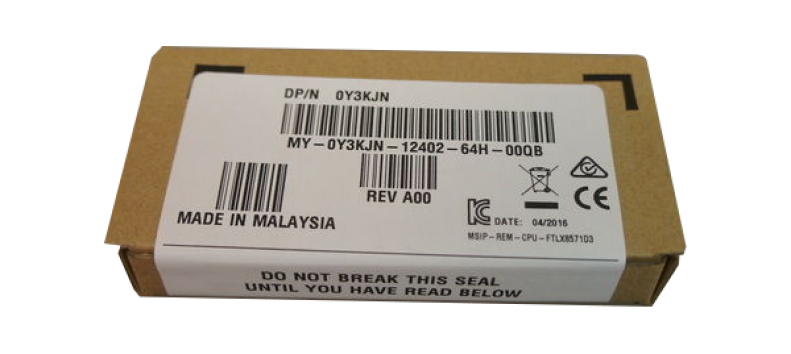 DP/N 0Y3KJN
MY-0Y3KJN-12402-64H-00QB
REV A00
MADE IN MALAYSIA
CE
KC DATE: 04/2016
MSIP-REM-CPU-FTLX8571D3
DO NOT BREAK THIS SEAL
UNTIL YOU HAVE READ BELOW